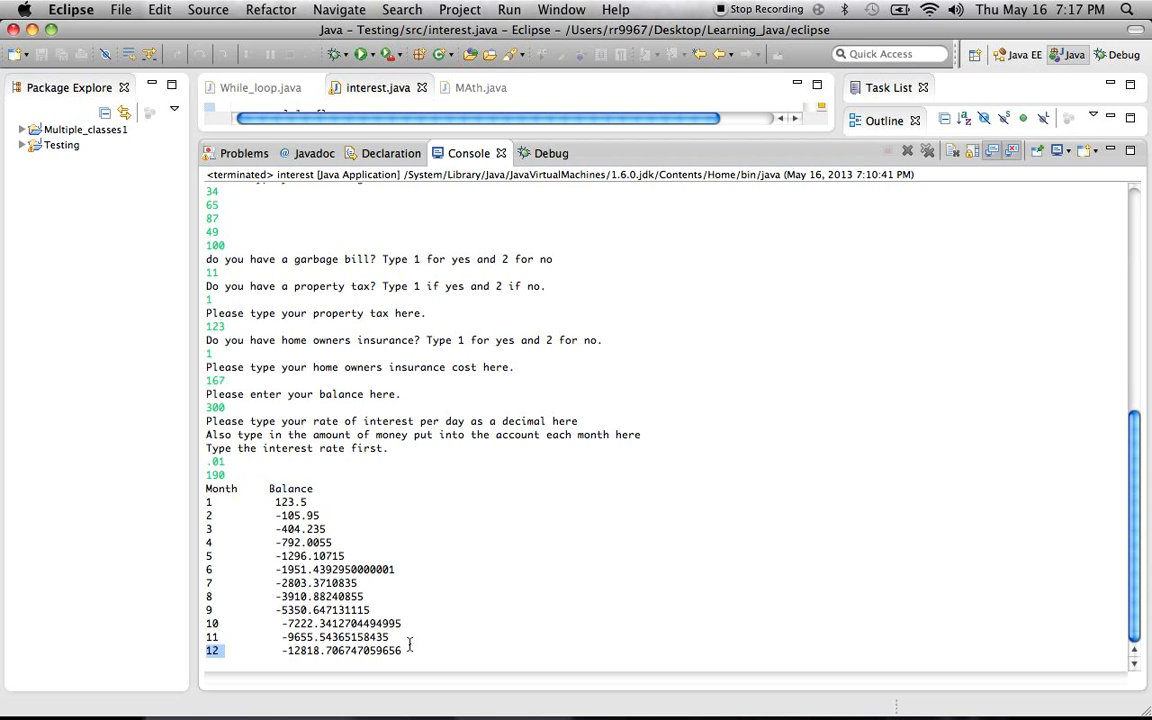 Eclipse File Edit Source Refactor Navigate Search Project Run Window Help Stop Recording Thu May 16 7:17 PM
Java – Testing/src/interest.java – Eclipse – /Users/rr9967/Desktop/Learning_Java/eclipse
Quick Access Java EE Java Debug
Package Explorer While_loop.java interest.java MAth.java Task List
Outline
Multiple_classes1
Testing
Problems Javadoc Declaration Console Debug
<terminated> interest [Java Application] /System/Library/Java/JavaVirtualMachines/1.6.0.jdk/Contents/Home/bin/java (May 16, 2013 7:10:41 PM)
34
65
87
49
100
do you have a garbage bill? Type 1 for yes and 2 for no
11
Do you have a property tax? Type 1 if yes and 2 if no.
1
Please type your property tax here.
123
Do you have home owners insurance? Type 1 for yes and 2 for no.
1
Please type your home owners insurance cost here.
167
Please enter your balance here.
300
Please type your rate of interest per day as a decimal here
Also type in the amount of money put into the account each month here
Type the interest rate first.
.01
190
Month Balance
1 123.5
2 -105.95
3 -404.235
4 -792.0055
5 -1296.10715
6 -1951.4392950000001
7 -2803.3710835
8 -3910.88240855
9 -5350.647131115
10 -7222.3412704494995
11 -9655.54365158435
12 -12818.706747059656